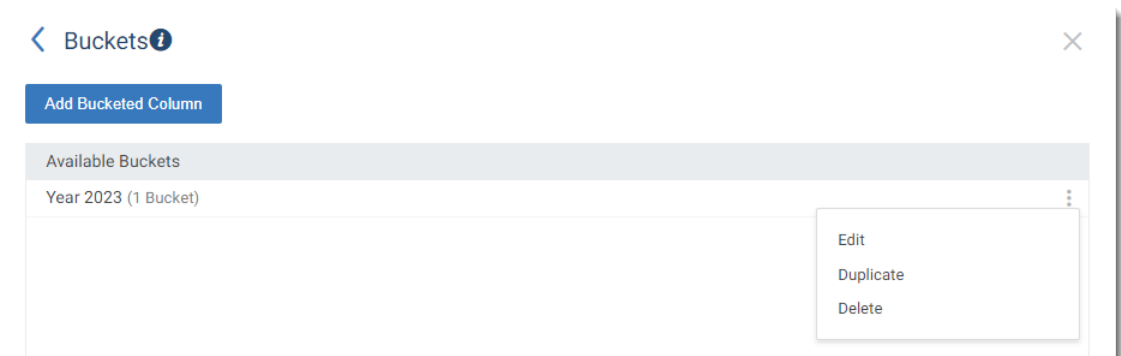 Buckets
Add Bucketed Column
Available Buckets
Year 2023 (1 Bucket)
Edit
Duplicate
Delete